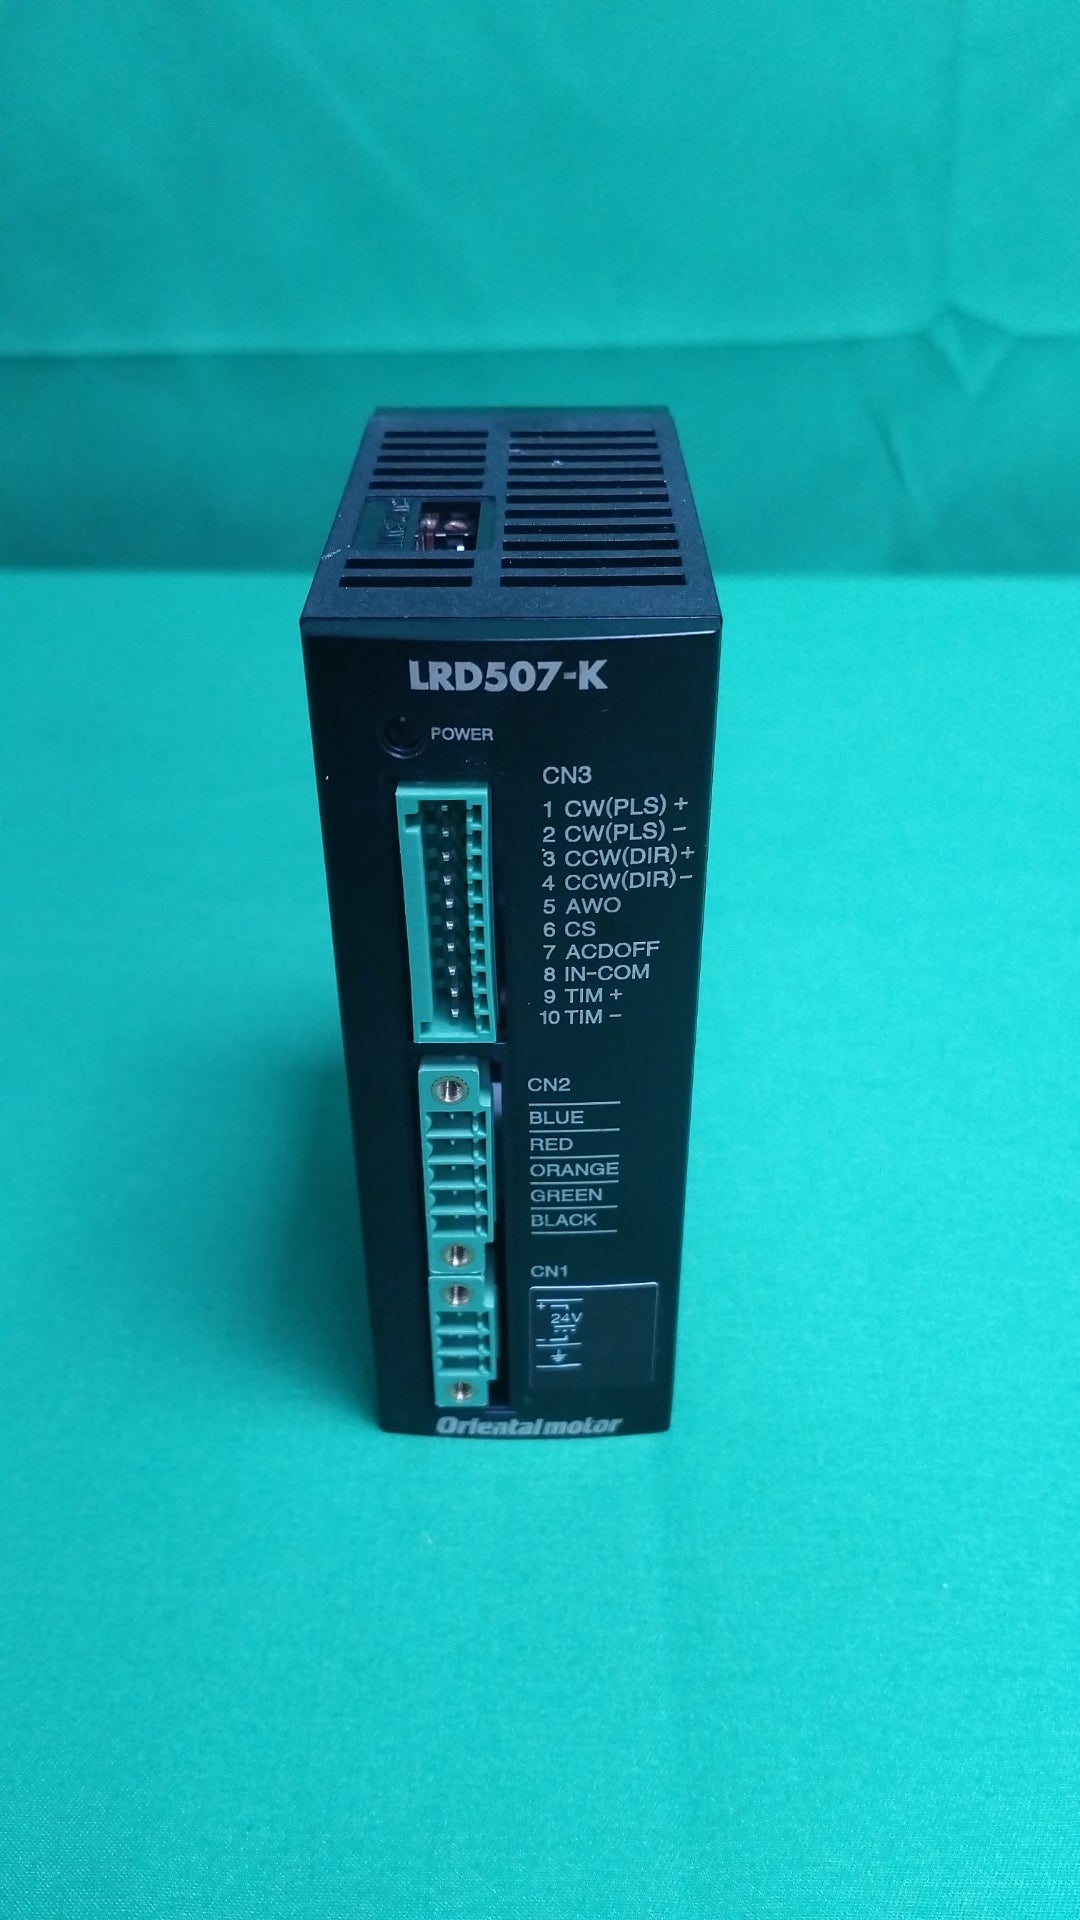 LRD507-K
POWER
CN3
1 CW(PLS) +
2 CW(PLS) −
3 CCW(DIR) +
4 CCW(DIR) −
5 AWO
6 CS
7 ACDOFF
8 IN-COM
9 TIM +
10 TIM −
CN2
BLUE
RED
ORANGE
GREEN
BLACK
CN1
+
24V
Orientalmotor